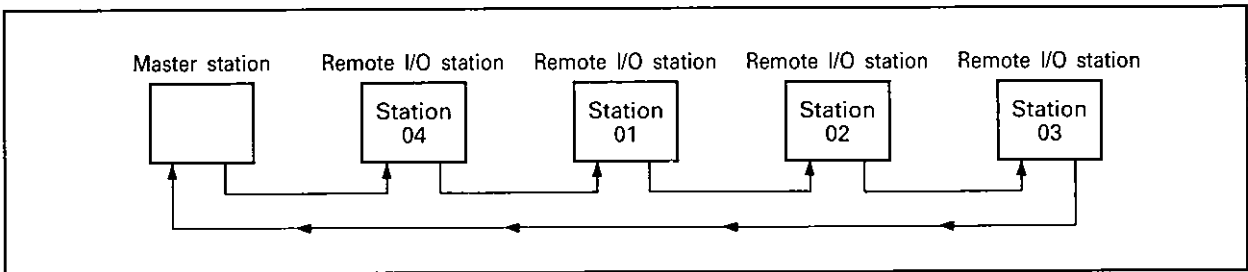 Master station Remote I/O station Remote I/O station Remote I/O station Remote I/O station
Station Station Station Station
04 01 02 03